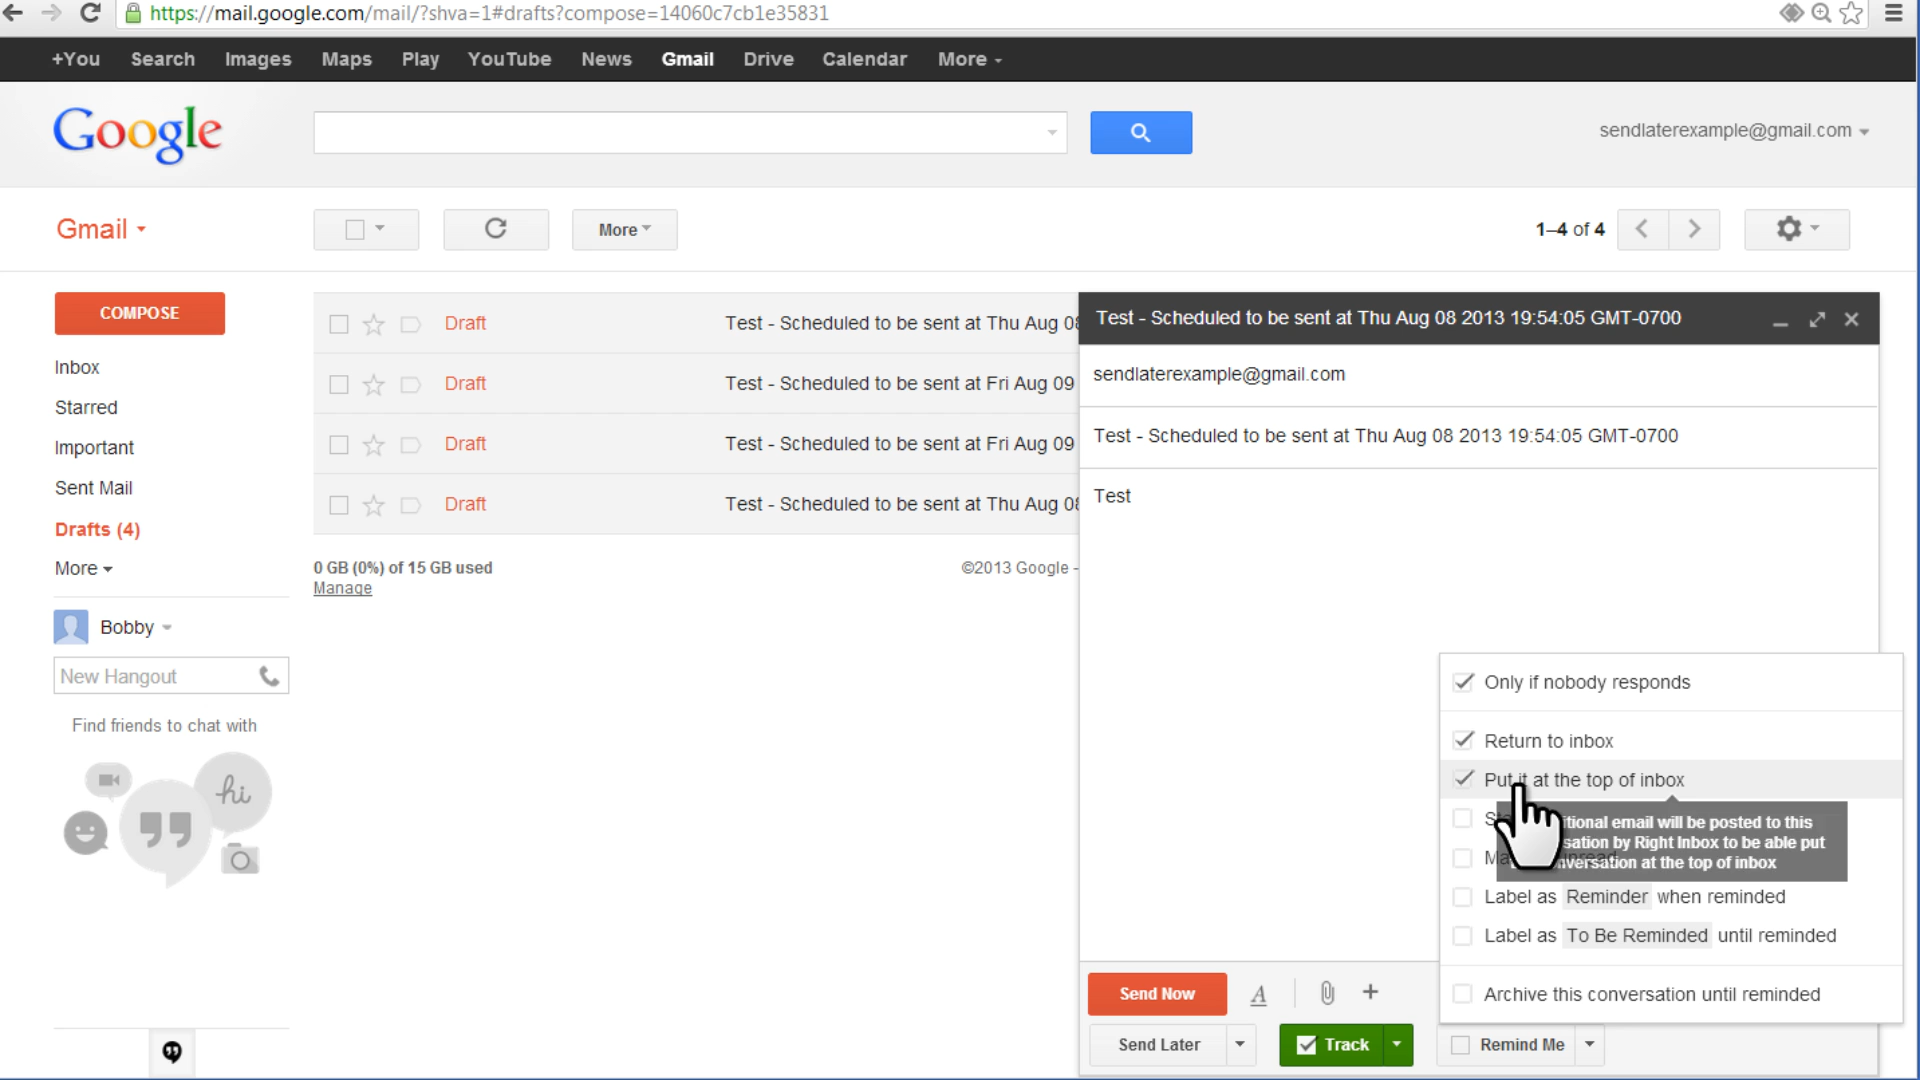 https://mail.google.com/mail/?shva=1#drafts?compose=14060c7cb1e35831
+You Search Images Maps Play YouTube News Gmail Drive Calendar More
Google
sendlaterexample@gmail.com
Gmail
More
1–4 of 4
COMPOSE
Inbox
Starred
Important
Sent Mail
Drafts (4)
More
Bobby
New Hangout
Find friends to chat with
hi
Draft Test - Scheduled to be sent at Thu Aug 08
Draft Test - Scheduled to be sent at Fri Aug 09
Draft Test - Scheduled to be sent at Fri Aug 09
Draft Test - Scheduled to be sent at Thu Aug 08
0 GB (0%) of 15 GB used
Manage
©2013 Google -
Test - Scheduled to be sent at Thu Aug 08 2013 19:54:05 GMT-0700
sendlaterexample@gmail.com
Test - Scheduled to be sent at Thu Aug 08 2013 19:54:05 GMT-0700
Test
Only if nobody responds
Return to inbox
Put it at the top of inbox
email will be posted to this
by Right Inbox to be able put
at the top of inbox
Label as Reminder when reminded
Label as To Be Reminded until reminded
Archive this conversation until reminded
Send Now A
Send Later Track Remind Me